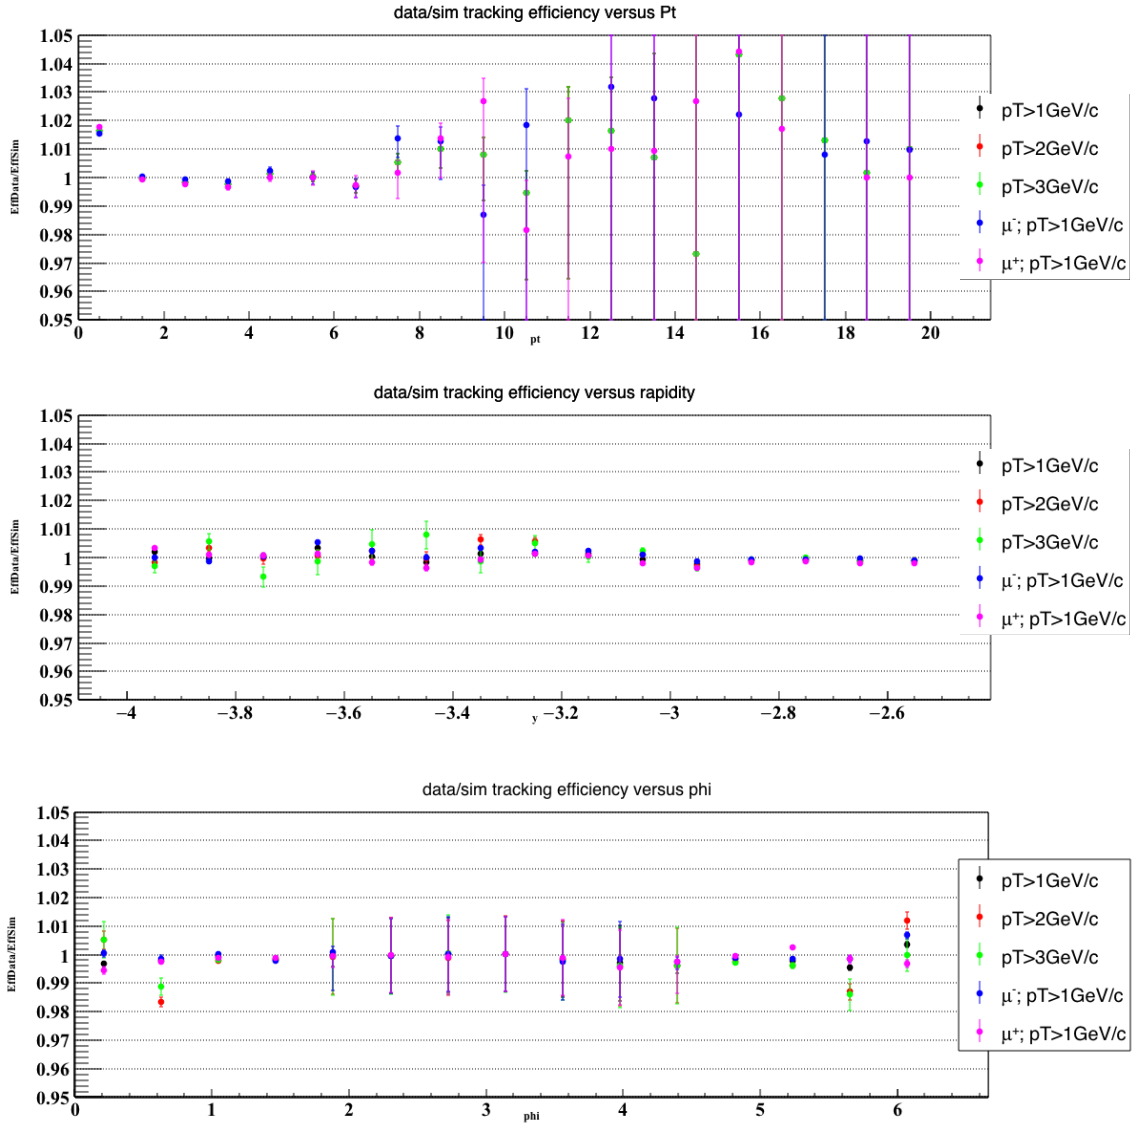 data/sim tracking efficiency versus Pt
EffData/EffSim
1.05
1.04
1.03
1.02
1.01
1
0.99
0.98
0.97
0.96
0.95
0 2 4 6 8 10 12 14 16 18 20
pt
pT>1GeV/c
pT>2GeV/c
pT>3GeV/c
μ⁻; pT>1GeV/c
μ⁺; pT>1GeV/c
data/sim tracking efficiency versus rapidity
EffData/EffSim
1.05
1.04
1.03
1.02
1.01
1
0.99
0.98
0.97
0.96
0.95
−4 −3.8 −3.6 −3.4 −3.2 −3 −2.8 −2.6
y
pT>1GeV/c
pT>2GeV/c
pT>3GeV/c
μ⁻; pT>1GeV/c
μ⁺; pT>1GeV/c
data/sim tracking efficiency versus phi
EffData/EffSim
1.05
1.04
1.03
1.02
1.01
1
0.99
0.98
0.97
0.96
0.95
0 1 2 3 4 5 6
phi
pT>1GeV/c
pT>2GeV/c
pT>3GeV/c
μ⁻; pT>1GeV/c
μ⁺; pT>1GeV/c